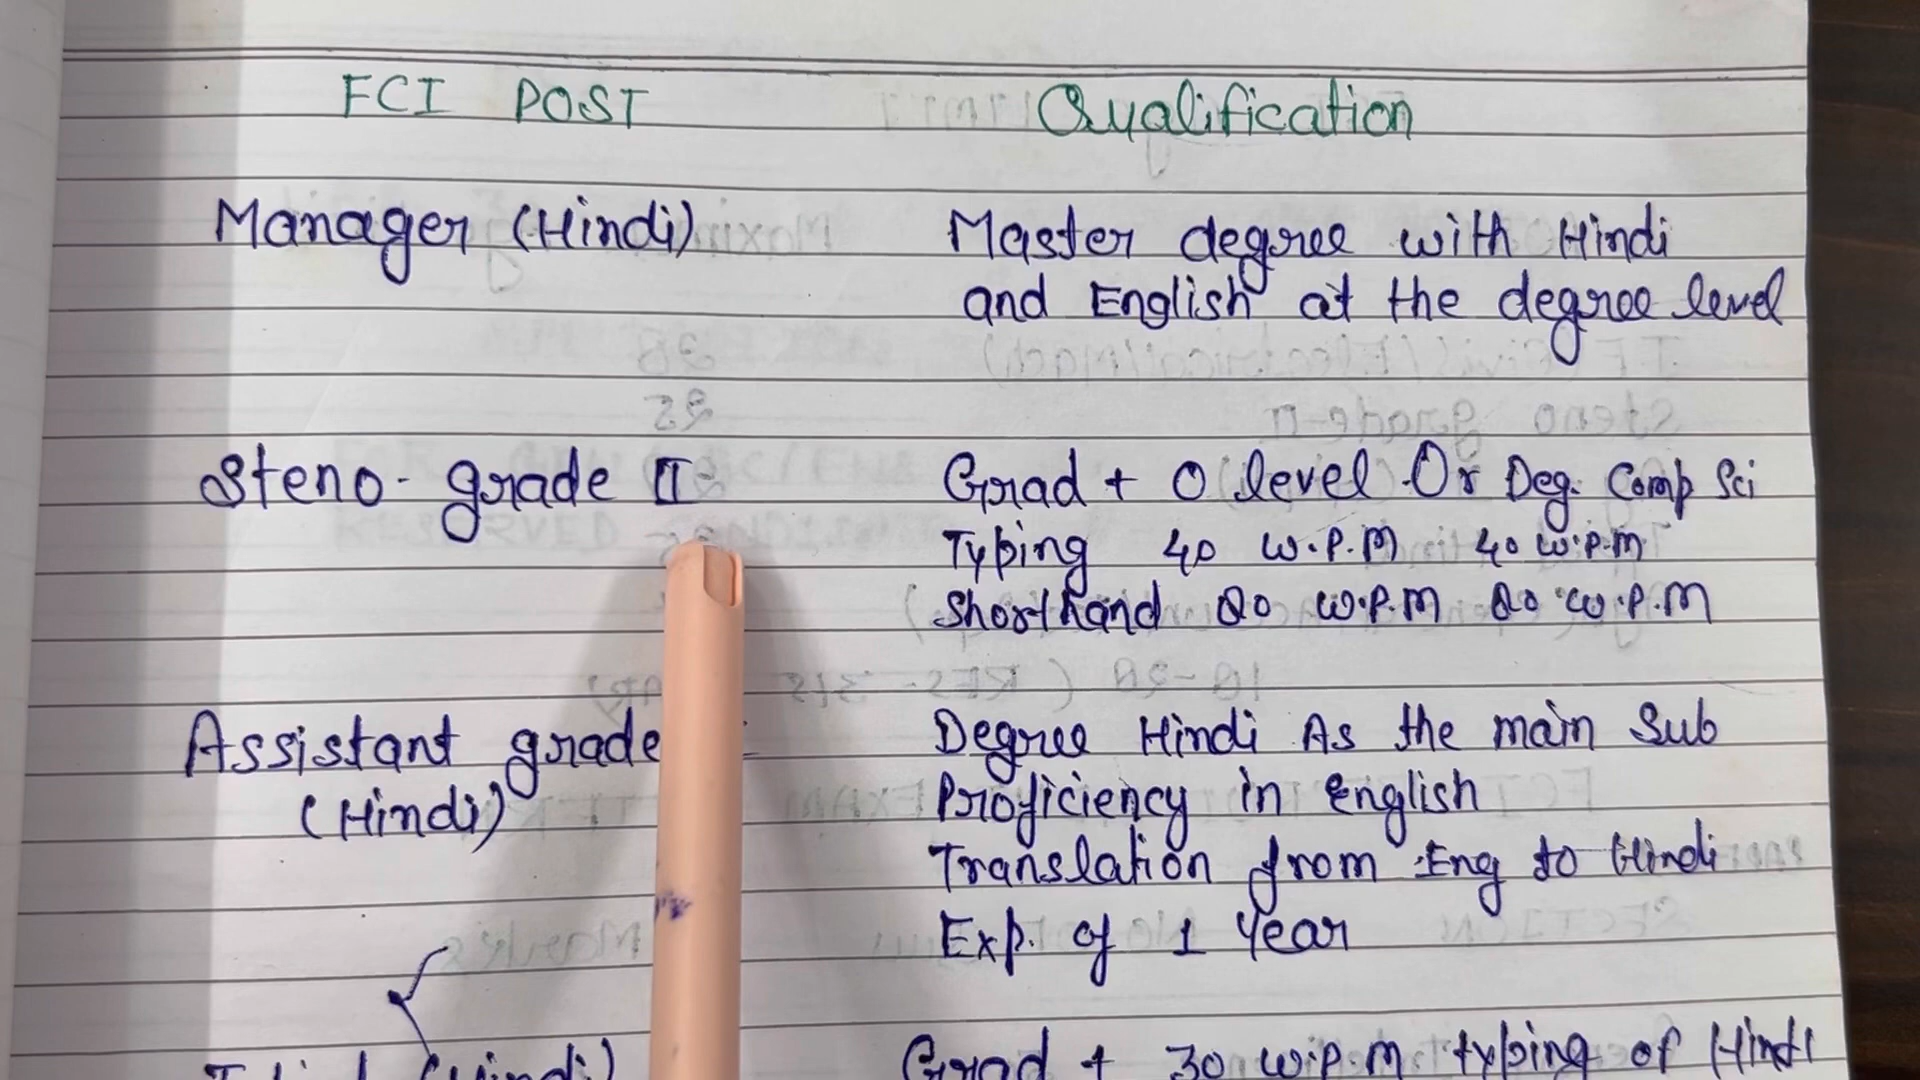 FCI POST Qualification
Manager (Hindi) Master degree with Hindi
and English at the degree level
Steno-grade II Grad + O level Or Deg. Comp Sci
Typing 40 W.P.M 40 W.P.M
Shorthand 80 W.P.M 80 W.P.M
Assistant grade Degree Hindi As the main Sub
(Hindi) Proficiency in English
Translation from Eng to Hindi
Exp. of 1 Year
(Hindi) Grad + 30 W.P.M typing of Hindi